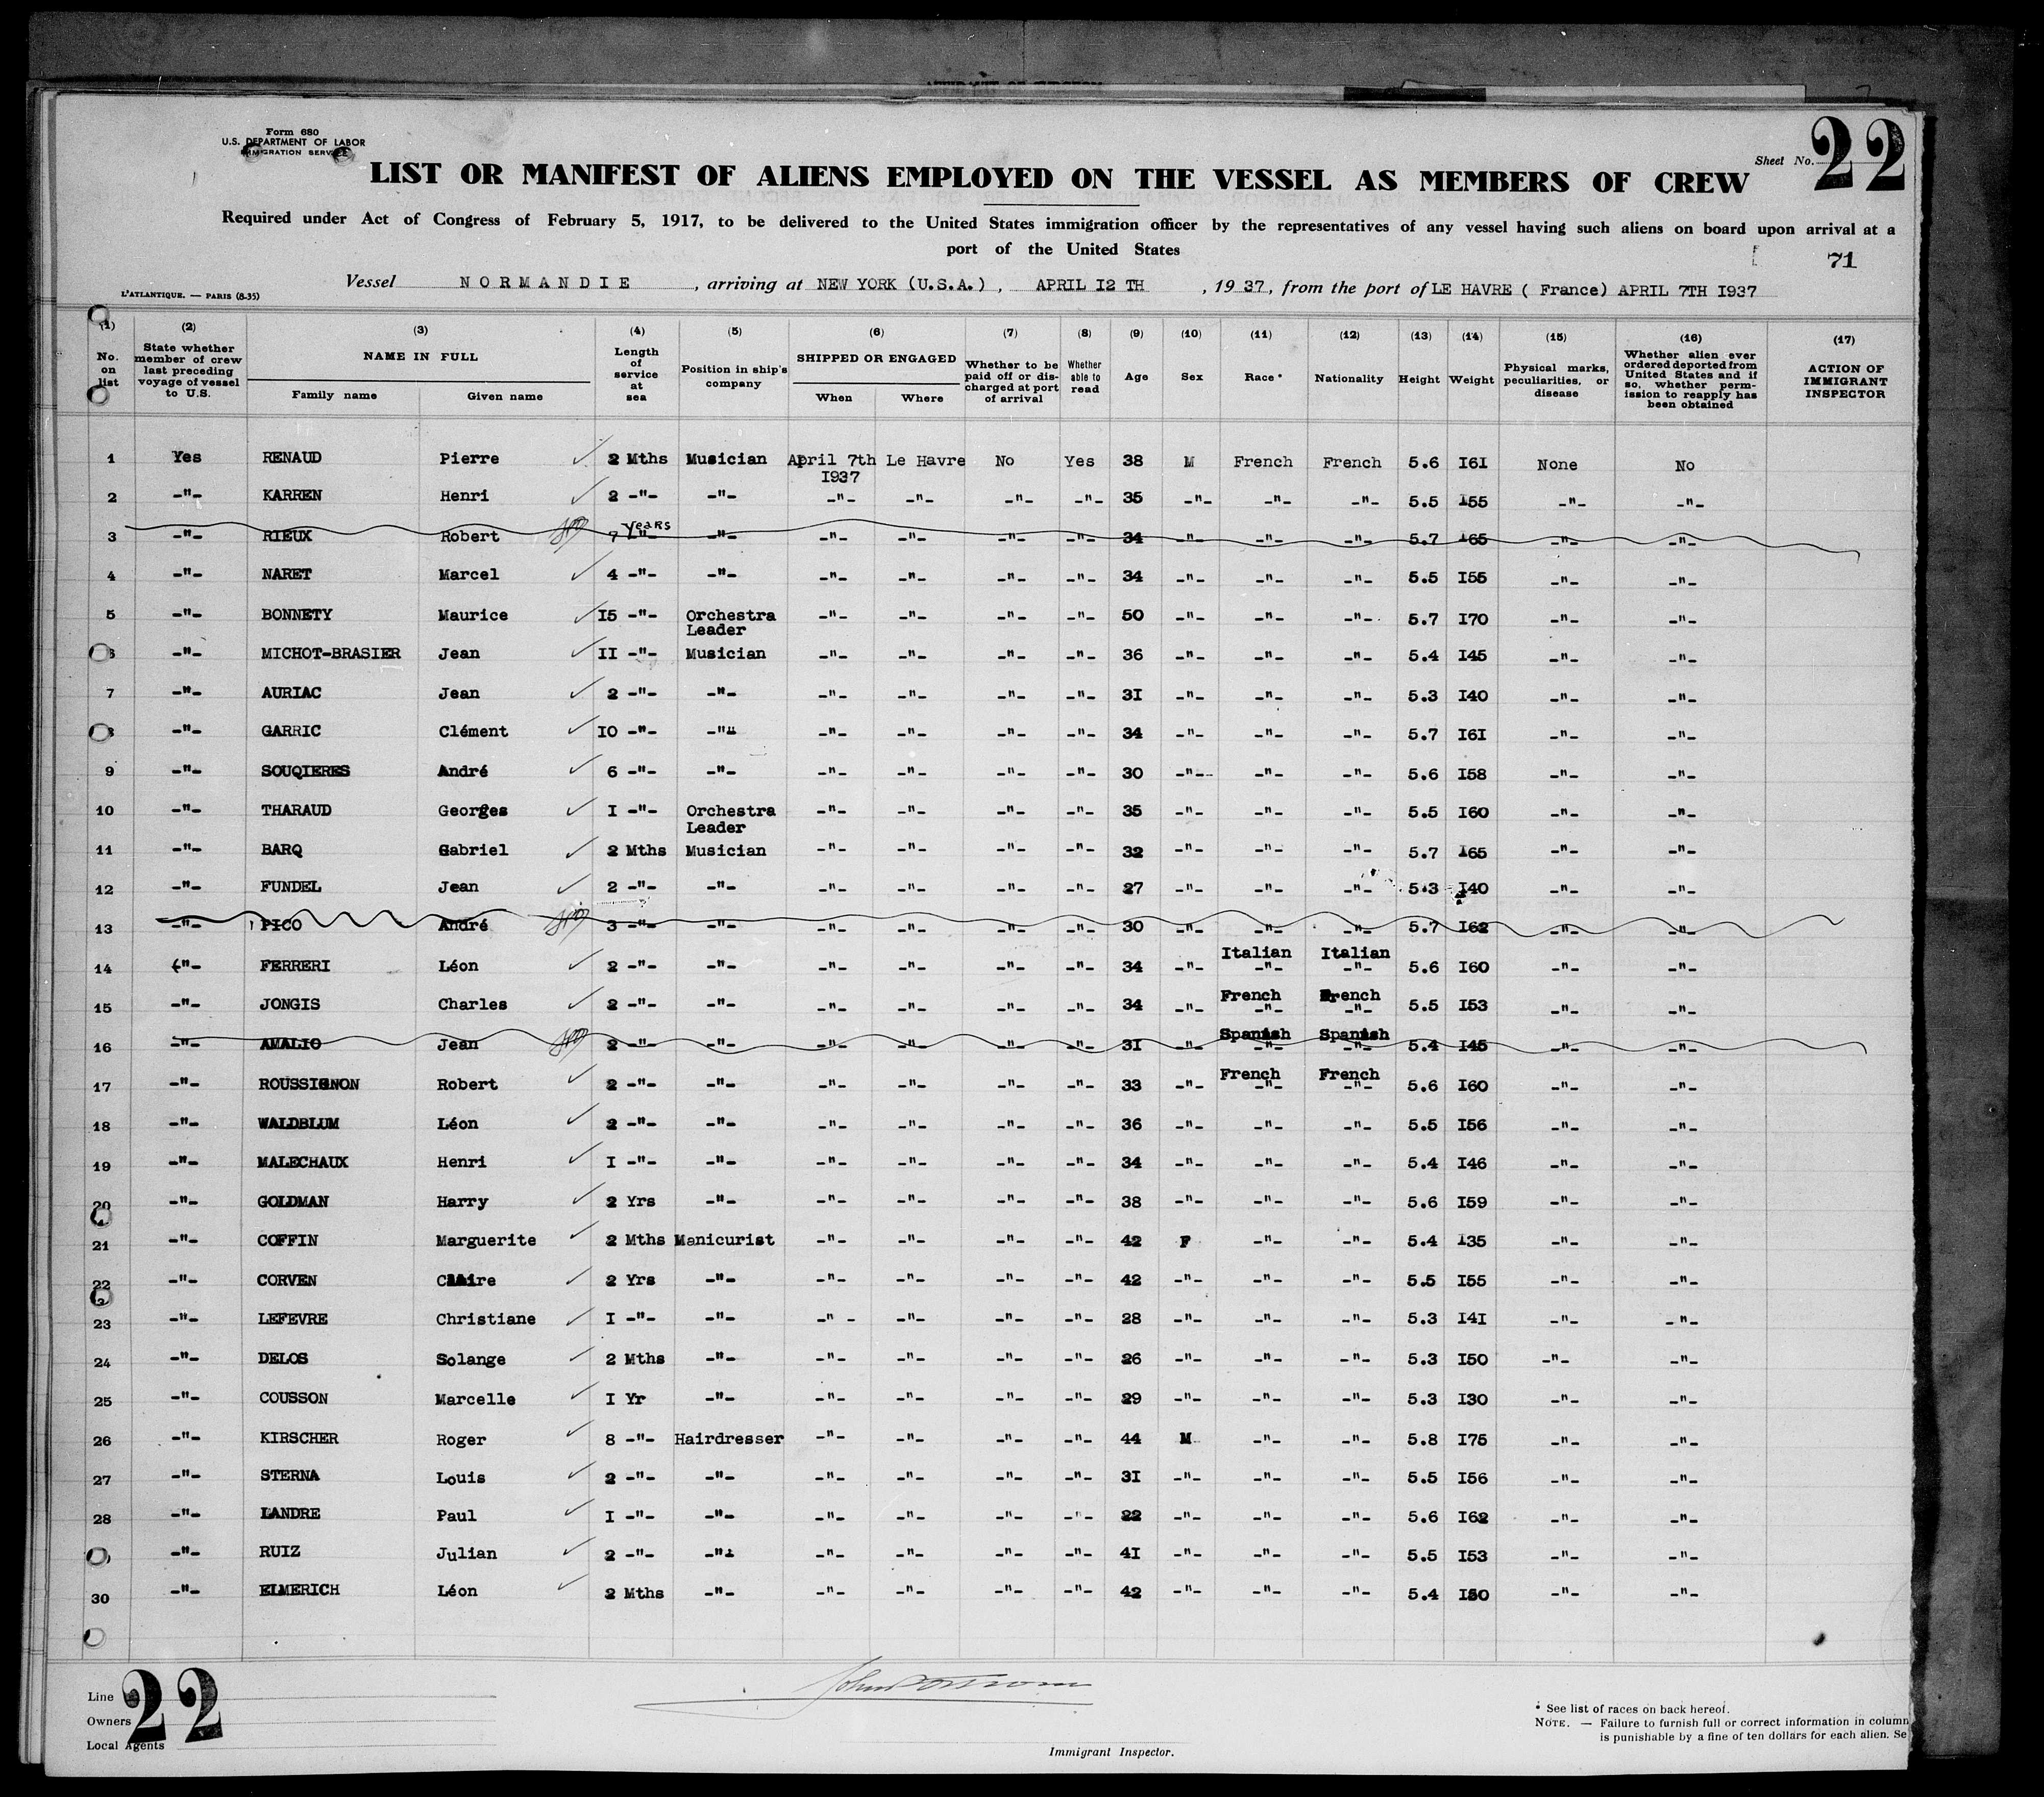 Form 680
U.S. DEPARTMENT OF LABOR
IMMIGRATION SERVICE
Sheet No. 22
LIST OR MANIFEST OF ALIENS EMPLOYED ON THE VESSEL AS MEMBERS OF CREW
Required under Act of Congress of February 5, 1917, to be delivered to the United States immigration officer by the representatives of any vessel having such aliens on board upon arrival at a
port of the United States
71
Vessel NORMANDIE, arriving at NEW YORK (U.S.A.), APRIL I2 TH, 1937, from the port of LE HAVRE ( France) APRIL 7TH I937
L'ATLANTIQUE. — PARIS (8-35)
(1) No. on list
(2) State whether member of crew last preceding voyage of vessel to U.S.
(3) NAME IN FULL Family name Given name
(4) Length of service at sea
(5) Position in ship's company
(6) SHIPPED OR ENGAGED When Where
(7) Whether to be paid off or discharged at port of arrival
(8) Whether able to read
(9) Age
(10) Sex
(11) Race *
(12) Nationality
(13) Height
(14) Weight
(15) Physical marks, peculiarities, or disease
(16) Whether alien ever ordered deported from United States and if so, whether permission to reapply has been obtained
(17) ACTION OF IMMIGRANT INSPECTOR
1 Yes RENAUD Pierre 2 Mths Musician April 7th I937 Le Havre No Yes 38 M French French 5.6 I6I None No
2 -"- KARREN Henri 2 -"- -"- -"- -"- -"- -"- 35 -"- -"- -"- 5.5 I55 -"- -"-
3 -"- RIEUX Robert 7 Years -"- -"- -"- -"- -"- -"- 34 -"- -"- -"- 5.7 I65 -"- -"-
4 -"- NARET Marcel 4 -"- -"- -"- -"- -"- -"- 34 -"- -"- -"- 5.5 I55 -"- -"-
5 -"- BONNETY Maurice I5 -"- Orchestra Leader -"- -"- -"- -"- 50 -"- -"- -"- 5.7 I70 -"- -"-
-"- MICHOT-BRASIER Jean II -"- Musician -"- -"- -"- -"- 36 -"- -"- -"- 5.4 I45 -"- -"-
7 -"- AURIAC Jean 2 -"- -"- -"- -"- -"- -"- 3I -"- -"- -"- 5.3 I40 -"- -"-
-"- GARRIC Clément IO -"- -"- -"- -"- -"- -"- 34 -"- -"- -"- 5.7 I6I -"- -"-
9 -"- SOUQIERES André 6 -"- -"- -"- -"- -"- -"- 30 -"- -"- -"- 5.6 I58 -"- -"-
10 -"- THARAUD Georges I -"- Orchestra Leader -"- -"- -"- -"- 35 -"- -"- -"- 5.5 I60 -"- -"-
11 -"- BARQ Gabriel 2 Mths Musician -"- -"- -"- -"- 32 -"- -"- -"- 5.7 I65 -"- -"-
12 -"- FUNDEL Jean 2 -"- -"- -"- -"- -"- -"- 27 -"- -"- -"- 5.3 I40 -"- -"-
13 -"- PICO André 3 -"- -"- -"- -"- -"- -"- 30 -"- -"- -"- 5.7 I62 -"- -"-
14 -"- FERRERI Léon 2 -"- -"- -"- -"- -"- -"- 34 -"- Italian -"- Italian -"- 5.6 I60 -"- -"-
15 -"- JONGIS Charles 2 -"- -"- -"- -"- -"- -"- 34 -"- French -"- French -"- 5.5 I53 -"- -"-
16 -"- AMALIO Jean 2 -"- -"- -"- -"- -"- -"- 3I -"- Spanish -"- Spanish -"- 5.4 I45 -"- -"-
17 -"- ROUSSIGNON Robert 2 -"- -"- -"- -"- -"- -"- 33 -"- French -"- French -"- 5.6 I60 -"- -"-
18 -"- WALDBLUM Léon 2 -"- -"- -"- -"- -"- -"- 36 -"- -"- -"- 5.5 I56 -"- -"-
19 -"- MALECHAUX Henri I -"- -"- -"- -"- -"- -"- 34 -"- -"- -"- 5.4 I46 -"- -"-
20 -"- GOLDMAN Harry 2 Yrs -"- -"- -"- -"- -"- 38 -"- -"- -"- 5.6 I59 -"- -"-
21 -"- COFFIN Marguerite 2 Mths Manicurist -"- -"- -"- -"- 42 F -"- -"- 5.4 I35 -"- -"-
22 -"- CORVEN Claire 2 Yrs -"- -"- -"- -"- -"- 42 -"- -"- -"- 5.5 I55 -"- -"-
23 -"- LEFEVRE Christiane I -"- -"- -" - -"- -"- -"- 28 -"- -"- -"- 5.3 I4I -"- -"-
24 -"- DELOS Solange 2 Mths -"- -"- -"- -"- -"- 26 -"- -"- -"- 5.3 I50 -"- -"-
25 -"- COUSSON Marcelle I Yr -"- -"- -"- -"- -"- 29 -"- -"- -"- 5.3 I30 -"- -"-
26 -"- KIRSCHER Roger 8 -"- Hairdresser -"- -"- -"- -"- 44 M -"- -"- 5.8 I75 -"- -"-
27 -"- STERNA Louis 2 -"- -"- -"- -"- -"- -"- 3I -"- -"- -"- 5.5 I56 -"- -"-
28 -"- LANDRE Paul I -"- -"- -"- -"- -"- -"- 22 -"- -"- -"- 5.6 I62 -"- -"-
-"- RUIZ Julian 2 -"- -"- -"- -"- -"- -"- 4I -"- -"- -"- 5.5 I53 -"- -"-
30 -"- ELMERICH Léon 2 Mths -"- -"- -"- -"- -"- 42 -"- -"- -"- 5.4 I50 -"- -"-
22
Line
Owners
Local Agents
Immigrant Inspector.
* See list of races on back hereof.
NOTE. — Failure to furnish full or correct information in column
is punishable by a fine of ten dollars for each alien. Se